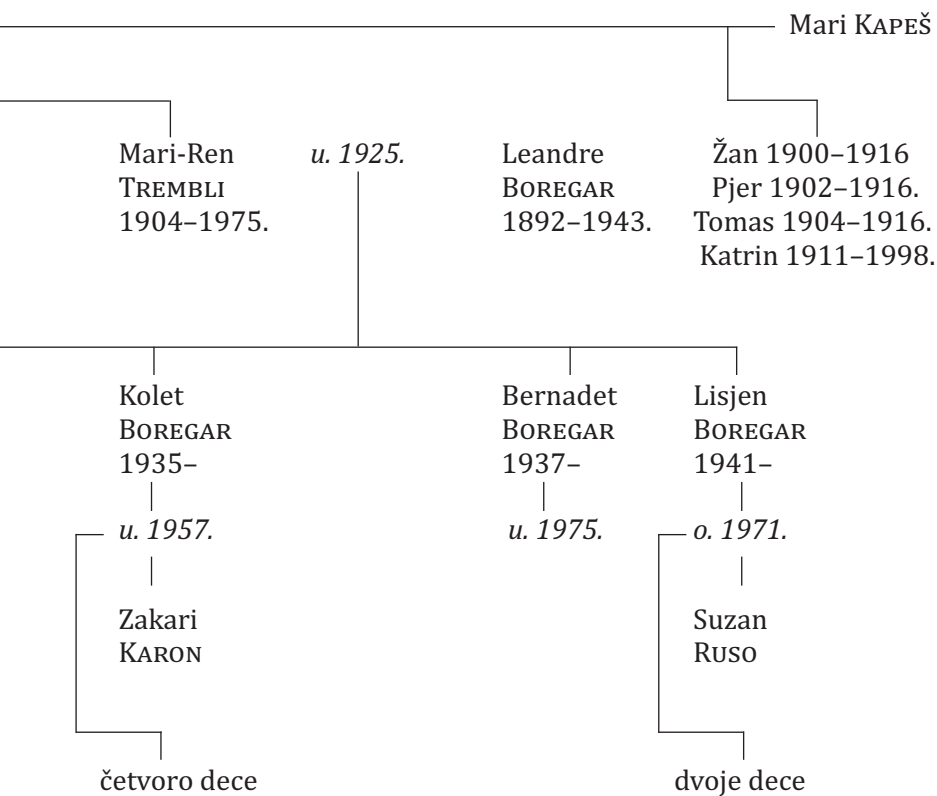 Mari KAPEŠ
Mari-Ren
TREMBLI
1904–1975.
u. 1925.
Leandre
BOREGAR
1892–1943.
Žan 1900–1916
Pjer 1902–1916.
Tomas 1904–1916.
Katrin 1911–1998.
Kolet
BOREGAR
1935–
u. 1957.
Zakari
KARON
četvoro dece
Bernadet
BOREGAR
1937–
u. 1975.
Lisjen
BOREGAR
1941–
o. 1971.
Suzan
RUSO
dvoje dece